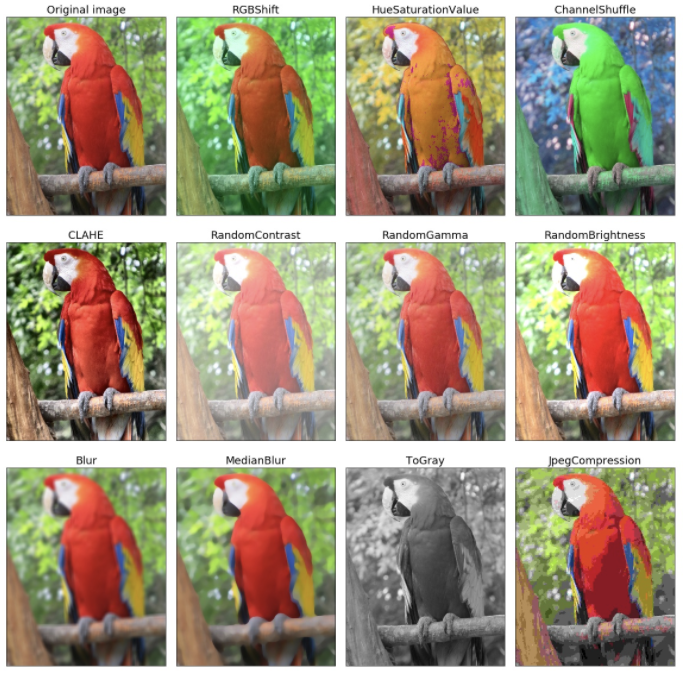 Original image
RGBShift
HueSaturationValue
ChannelShuffle
CLAHE
RandomContrast
RandomGamma
RandomBrightness
Blur
MedianBlur
ToGray
JpegCompression